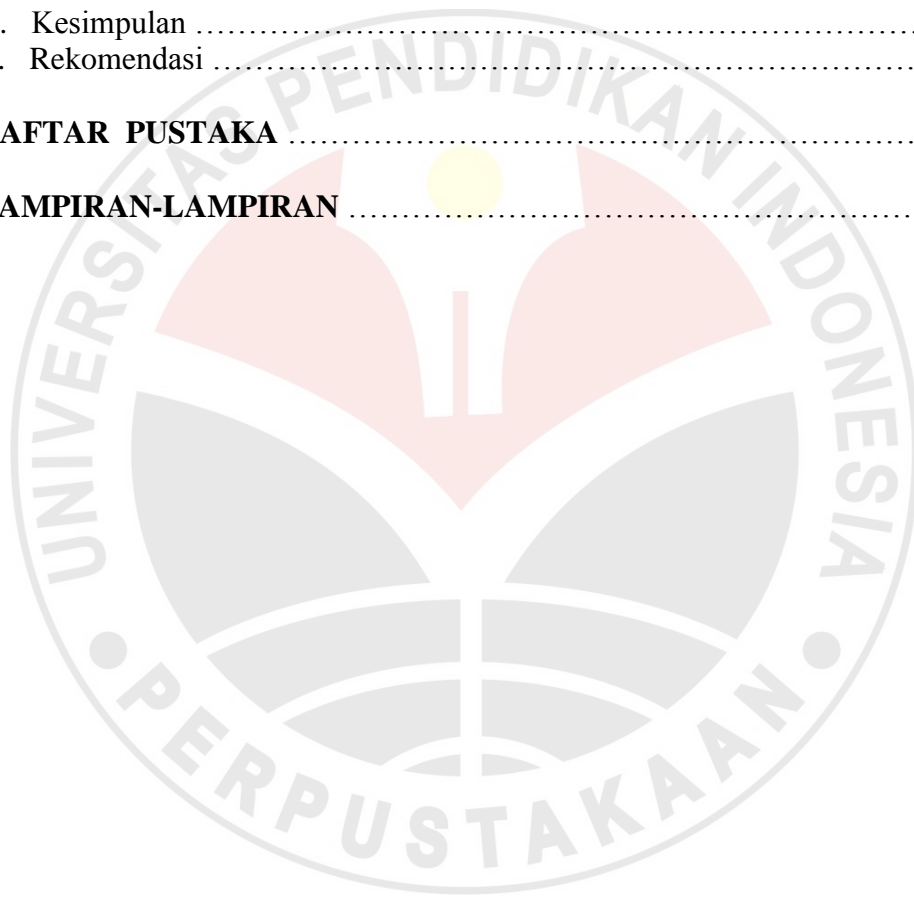 . Kesimpulan ……………………………………………………………………
. Rekomendasi ……………………………………………………………………
AFTAR PUSTAKA ………………………………………………………………
AMPIRAN-LAMPIRAN ………………………………………………………
UNIVERSITAS PENDIDIKAN INDONESIA
• PERPUSTAKAAN •